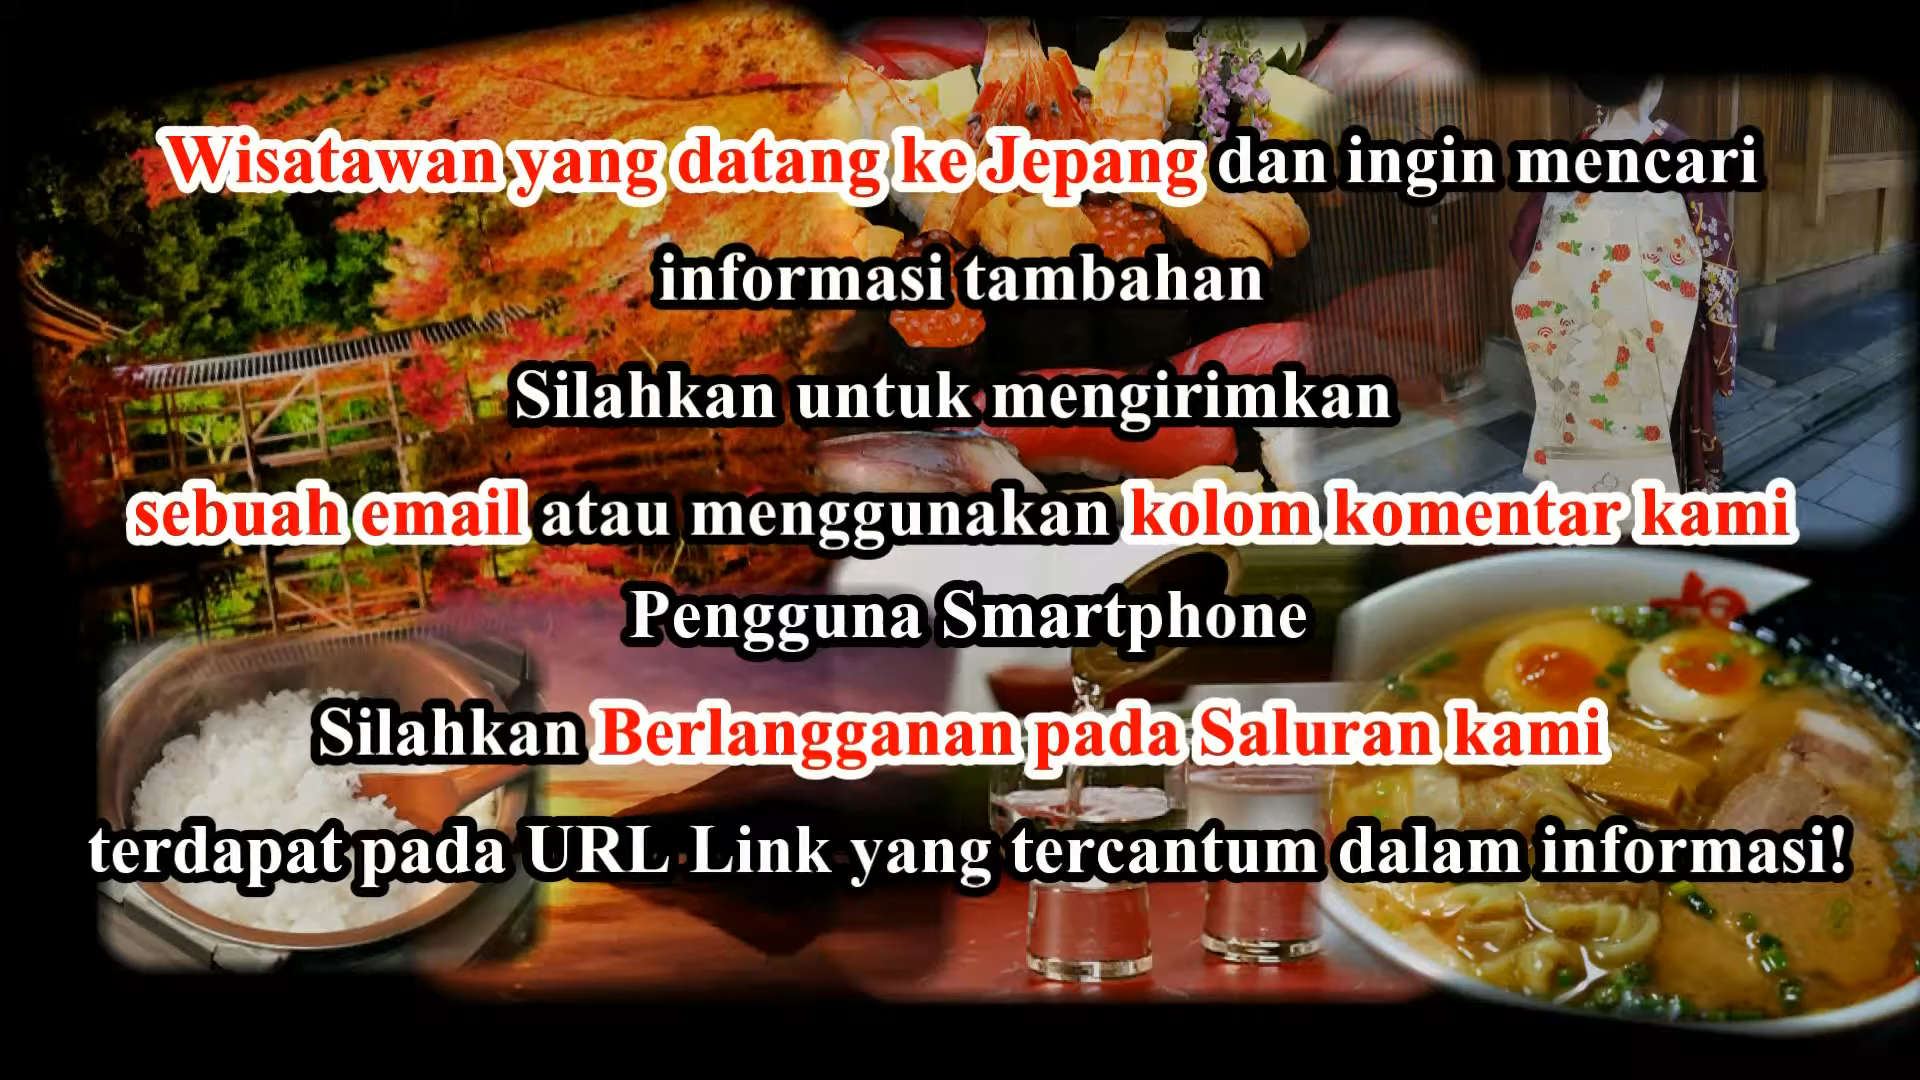 Wisatawan yang datang ke Jepang dan ingin mencari
informasi tambahan
Silahkan untuk mengirimkan
sebuah email atau menggunakan kolom komentar kami
Pengguna Smartphone
Silahkan Berlangganan pada Saluran kami
terdapat pada URL Link yang tercantum dalam informasi!